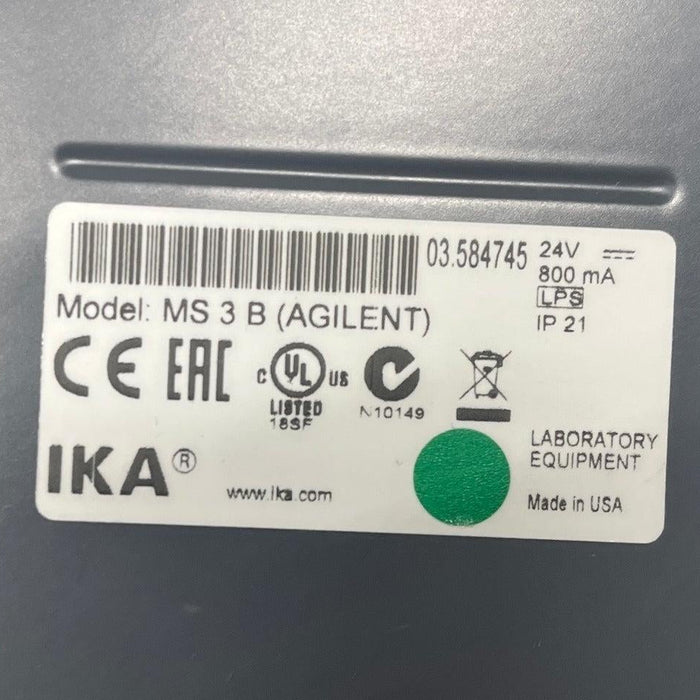 03.584745
24V
800 mA
LPS
IP 21
Model: MS 3 B (AGILENT)
CE EAC
C UL US
LISTED
18SF
N10149
IKA®
www.ika.com
LABORATORY
EQUIPMENT
Made in USA